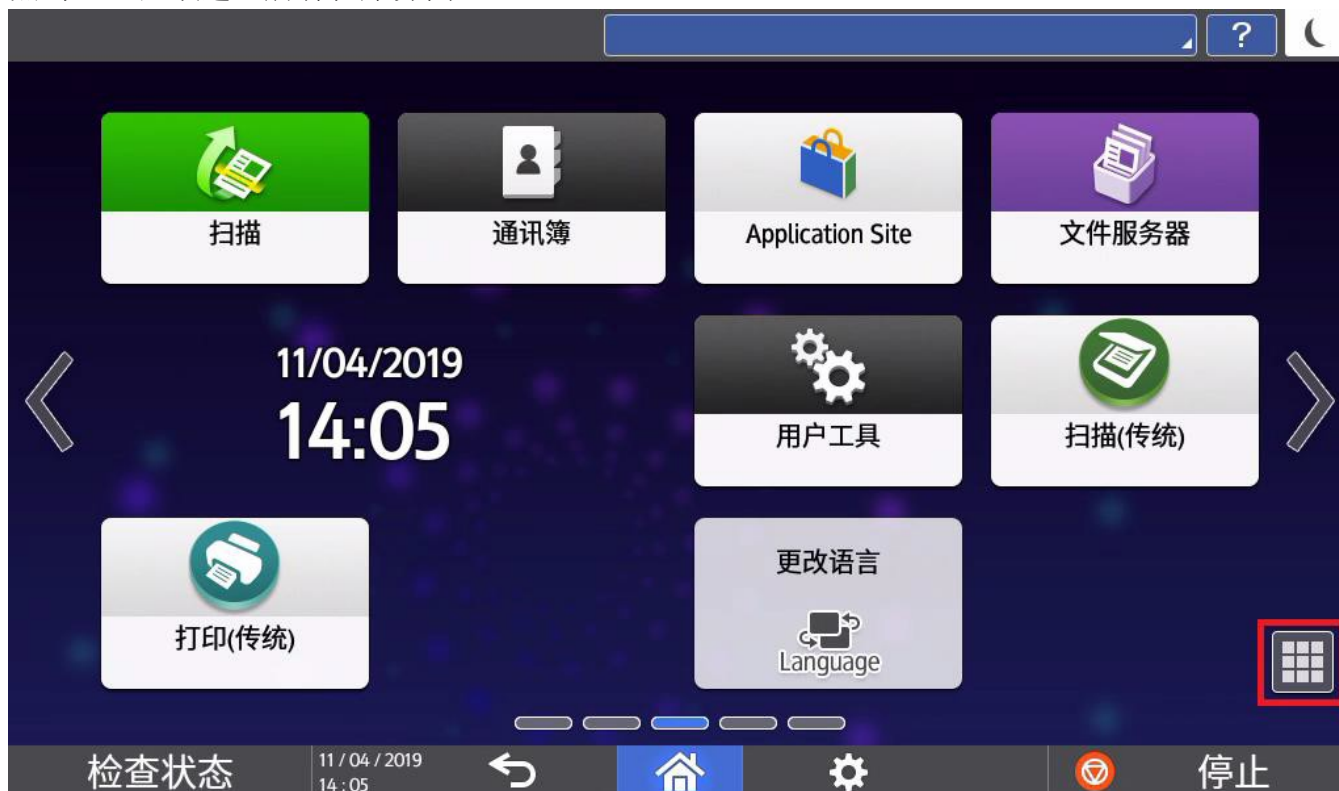 ?
扫描
通讯簿
Application Site
文件服务器
11/04/2019
14:05
用户工具
扫描(传统)
打印(传统)
更改语言
Language
检查状态
11 / 04 / 2019
14 : 05
停止